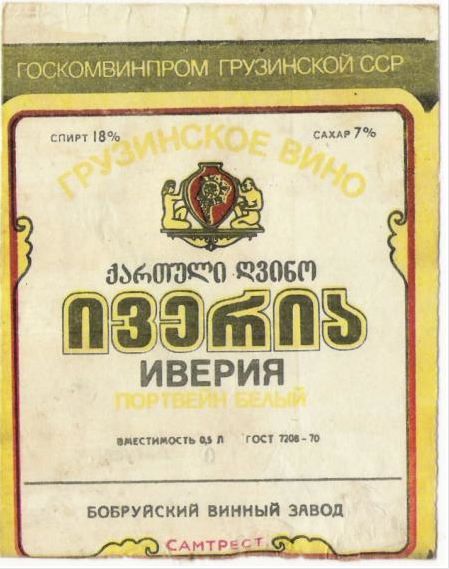 ГОСКОМВИНПРОМ ГРУЗИНСКОЙ ССР
СПИРТ 18%
САХАР 7%
ГРУЗИНСКОЕ ВИНО
ქართული ღვინო
ივერია
ИВЕРИЯ
ПОРТВЕЙН БЕЛЫЙ
ВМЕСТИМОСТЬ 0,5 Л ГОСТ 7208-70
БОБРУЙСКИЙ ВИННЫЙ ЗАВОД
САМТРЕСТ